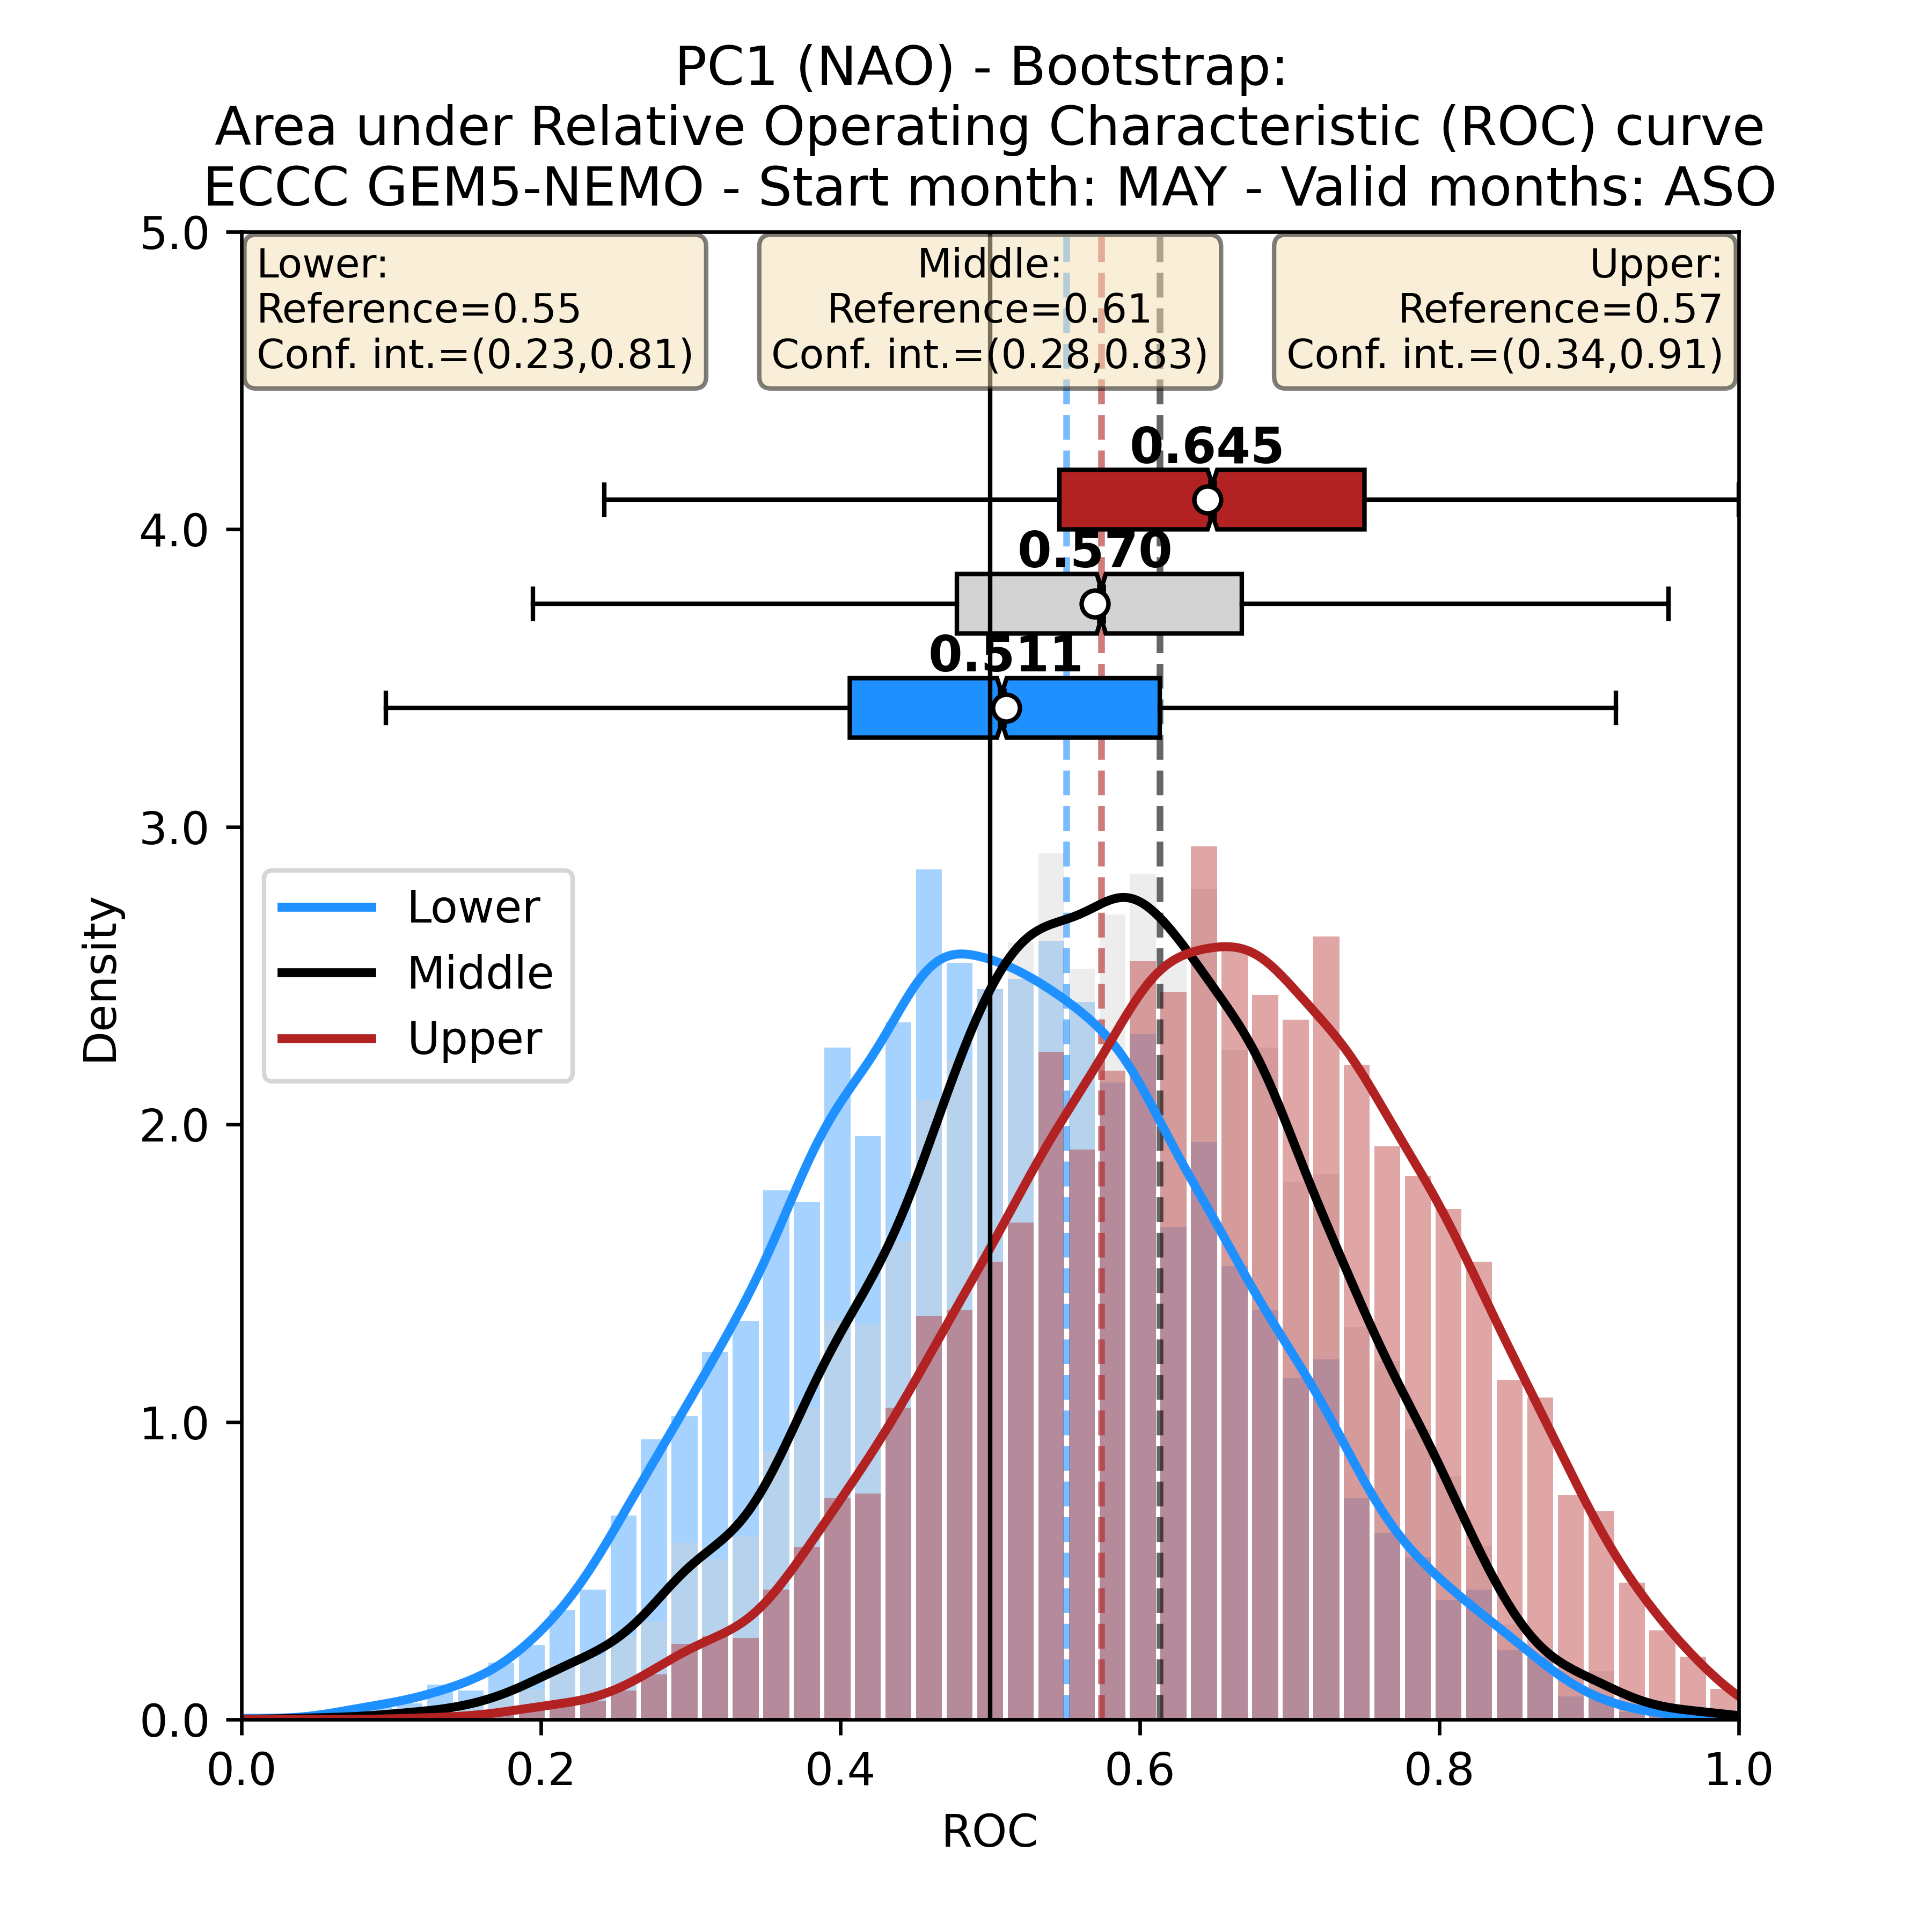 PC1 (NAO) - Bootstrap:
Area under Relative Operating Characteristic (ROC) curve
ECCC GEM5-NEMO - Start month: MAY - Valid months: ASO
Lower:
Reference=0.55
Conf. int.=(0.23,0.81)
Middle:
Reference=0.61
Conf. int.=(0.28,0.83)
Upper:
Reference=0.57
Conf. int.=(0.34,0.91)
0.645
0.570
0.511
Lower
Middle
Upper
Density
5.0
4.0
3.0
2.0
1.0
0.0
0.0 0.2 0.4 0.6 0.8 1.0
ROC